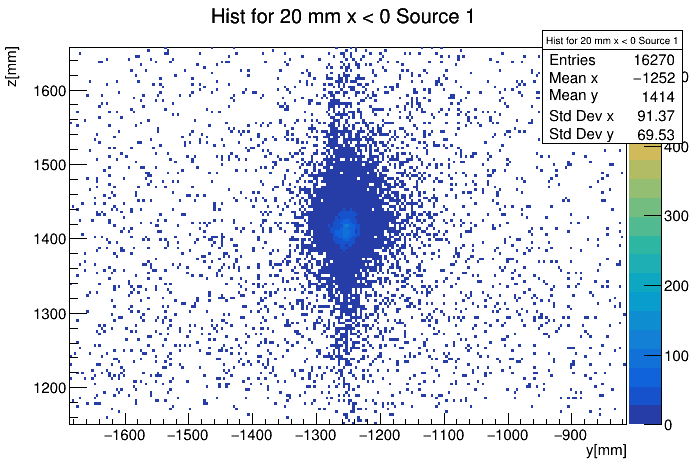 Hist for 20 mm x < 0 Source 1
Hist for 20 mm x < 0 Source 1
Entries 16270
Mean x −1252
Mean y 1414
Std Dev x 91.37
Std Dev y 69.53
z[mm]
1600
1500
1400
1300
1200
−1600 −1500 −1400 −1300 −1200 −1100 −1000 −900
y[mm]
0
400
300
200
100
0